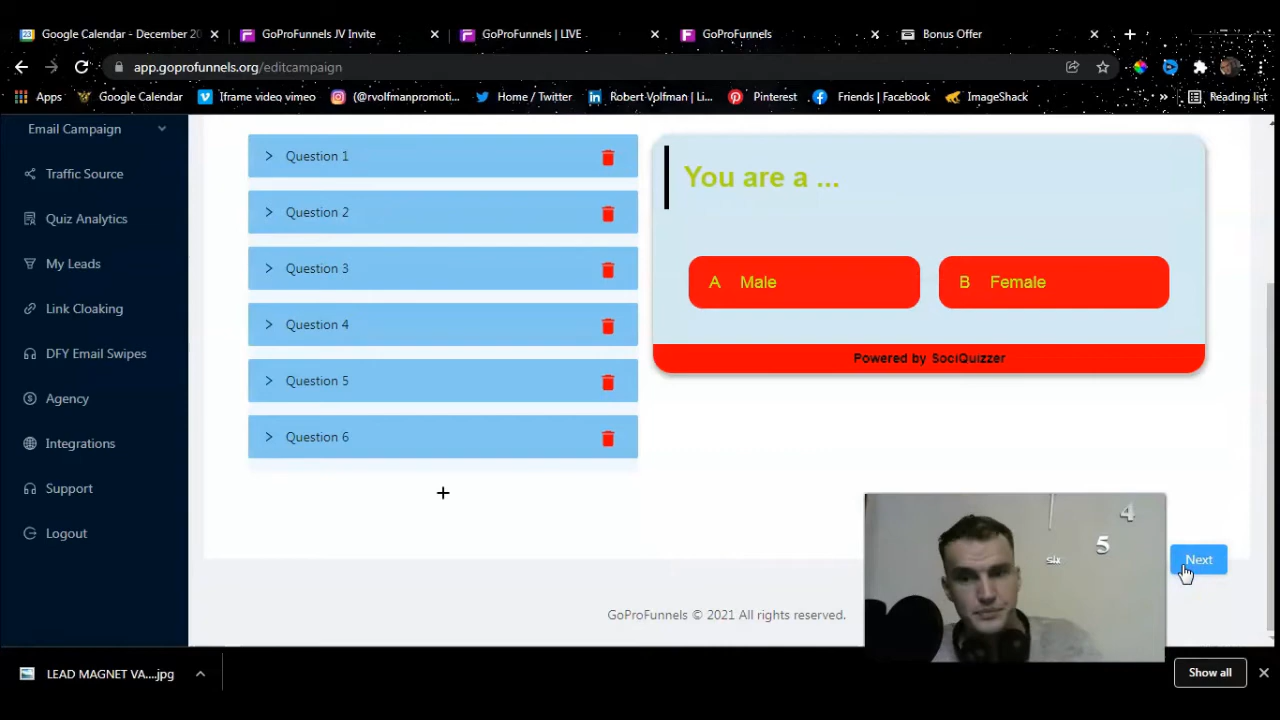 Google Calendar - December 20
GoProFunnels JV Invite
GoProFunnels | LIVE
GoProFunnels
Bonus Offer
app.goprofunnels.org/editcampaign
Apps
Google Calendar
Iframe video vimeo
(@rvolfmanpromoti...
Home / Twitter
Robert Volfman | Li...
Pinterest
Friends | Facebook
ImageShack
Reading list
Email Campaign
Traffic Source
Quiz Analytics
My Leads
Link Cloaking
DFY Email Swipes
Agency
Integrations
Support
Logout
Question 1
Question 2
Question 3
Question 4
Question 5
Question 6
+
You are a ...
A Male
B Female
Powered by SociQuizzer
4
5
six
Next
GoProFunnels © 2021 All rights reserved.
LEAD MAGNET VA....jpg
Show all